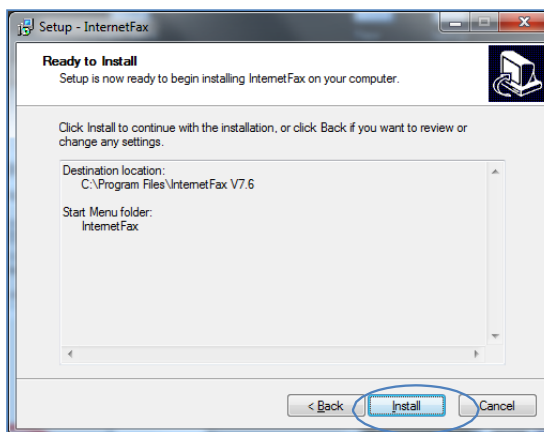 Setup - InternetFax
Ready to Install
Setup is now ready to begin installing InternetFax on your computer.
Click Install to continue with the installation, or click Back if you want to review or
change any settings.
Destination location:
C:\Program Files\InternetFax V7.6
Start Menu folder:
InternetFax
< Back
Install
Cancel